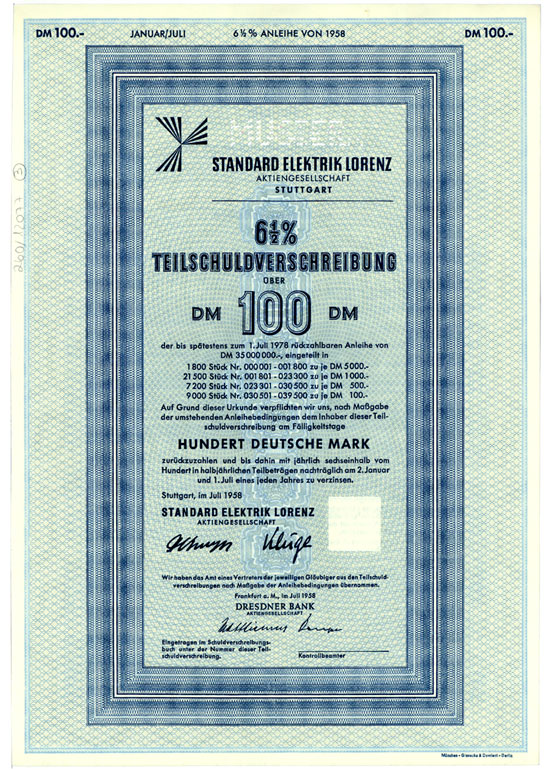 DM 100.- JANUAR/JULI 6½% ANLEIHE VON 1958 DM 100.-
MUSTER
STANDARD ELEKTRIK LORENZ
AKTIENGESELLSCHAFT
STUTTGART
6½%
TEILSCHULDVERSCHREIBUNG
ÜBER
DM 100 DM
der bis spätestens zum 1. Juli 1978 rückzahlbaren Anleihe von
DM 35 000 000.-, eingeteilt in
1 800 Stück Nr. 000 001 - 001 800 zu je DM 5000.-
21 500 Stück Nr. 001 801 - 023 300 zu je DM 1000.-
7 200 Stück Nr. 023 301 - 030 500 zu je DM 500.-
9 000 Stück Nr. 030 501 - 039 500 zu je DM 100.-
Auf Grund dieser Urkunde verpflichten wir uns, nach Maßgabe
der umstehenden Anleihebedingungen dem Inhaber dieser Teil-
schuldverschreibung am Fälligkeitstage
HUNDERT DEUTSCHE MARK
zurückzuzahlen und bis dahin mit jährlich sechseinhalb vom
Hundert in halbjährlichen Teilbeträgen nachträglich am 2. Januar
und 1. Juli eines jeden Jahres zu verzinsen.
Stuttgart, im Juli 1958
STANDARD ELEKTRIK LORENZ
AKTIENGESELLSCHAFT
Kluge
Wir haben das Amt eines Vertreters der jeweiligen Gläubiger aus den Teilschuld-
verschreibungen nach Maßgabe der Anleihebedingungen übernommen.
Frankfurt a. M., im Juli 1958
DRESDNER BANK
AKTIENGESELLSCHAFT
Eingetragen im Schuldverschreibungs-
buch unter der Nummer dieser Teil-
schuldverschreibung.
Kontrollbeamter
München - Giesecke & Devrient - Berlin